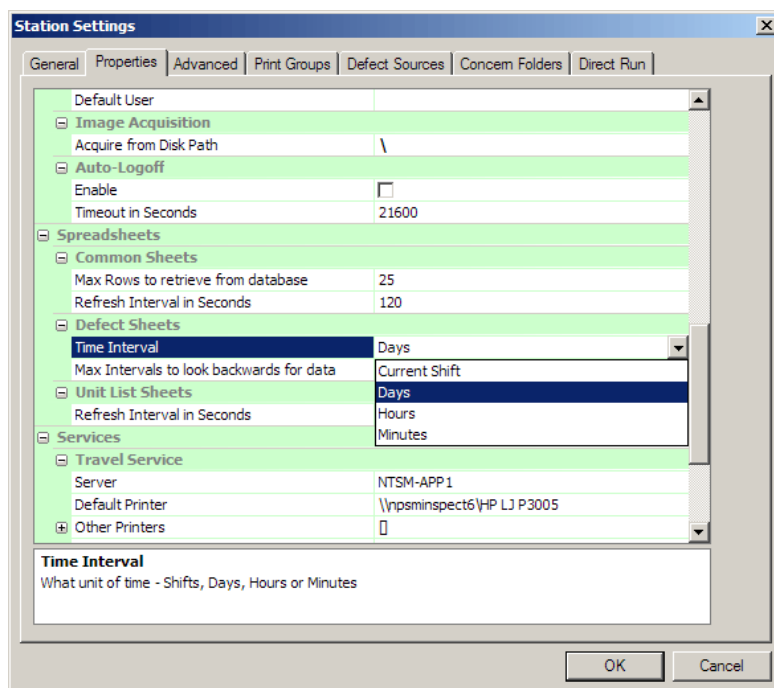 Station Settings
General Properties Advanced Print Groups Defect Sources Concern Folders Direct Run
Default User
Image Acquisition
Acquire from Disk Path \
Auto-Logoff
Enable
Timeout in Seconds 21600
Spreadsheets
Common Sheets
Max Rows to retrieve from database 25
Refresh Interval in Seconds 120
Defect Sheets
Time Interval Days
Max Intervals to look backwards for data Current Shift
Days
Unit List Sheets Hours
Refresh Interval in Seconds Minutes
Services
Travel Service
Server NTSM-APP1
Default Printer \\npsminspect6\HP LJ P3005
Other Printers []
Time Interval
What unit of time - Shifts, Days, Hours or Minutes
OK Cancel